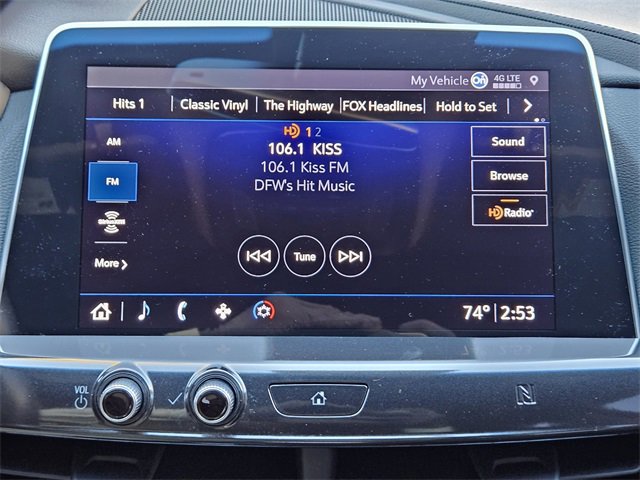 My Vehicle On 4G LTE
Hits 1 Classic Vinyl The Highway FOX Headlines Hold to Set
AM
HD 1 2
106.1 KISS
Sound
FM
106.1 Kiss FM
Browse
DFW's Hit Music
SiriusXM
HD Radio
More
Tune
74° 2:53
VOL